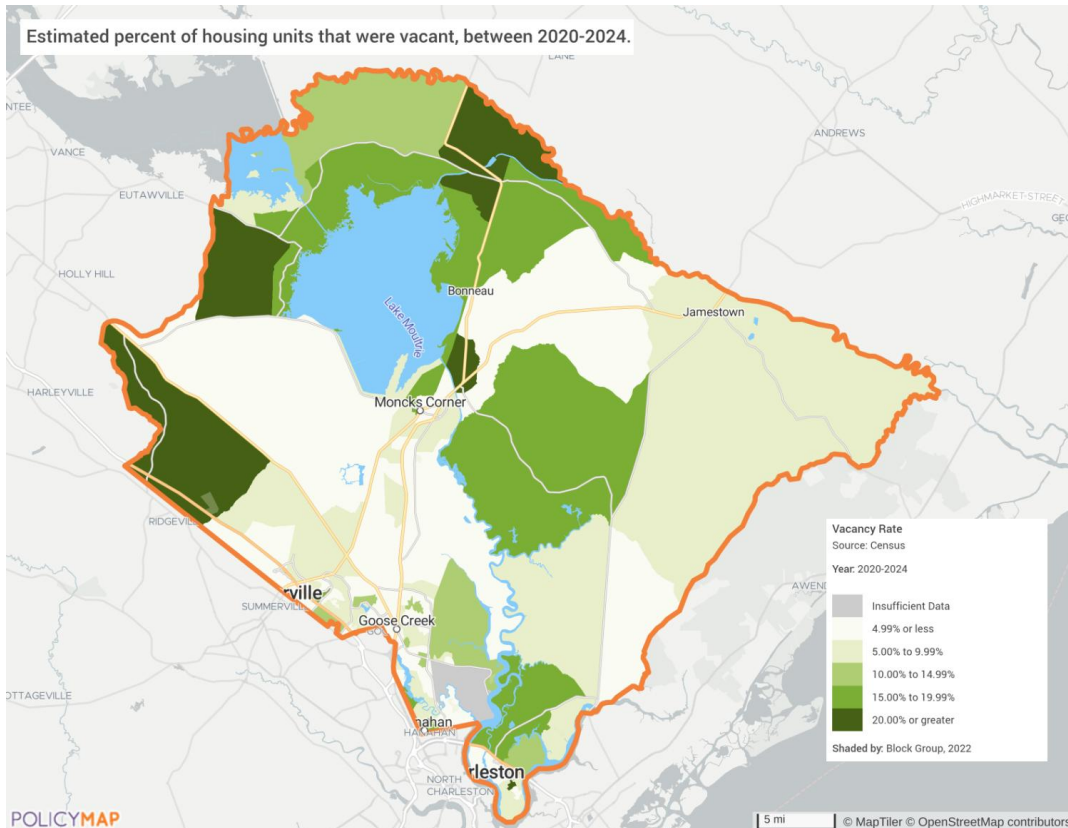 Estimated percent of housing units that were vacant, between 2020-2024.
LANE
NTEE
ANDREWS
VANCE
EUTAWVILLE
HIGHMARKET-STREET
GEO
HOLLY HILL
Bonneau
Lake Moultrie
Jamestown
HARLEYVILLE
Moncks Corner
RIDGEVILL
Vacancy Rate
Source: Census
Year: 2020-2024
Insufficient Data
4.99% or less
5.00% to 9.99%
10.00% to 14.99%
15.00% to 19.99%
20.00% or greater
Shaded by: Block Group, 2022
AWEND
rville
SUMMERVILLE
Goose Creek
GO
OTTAGEVILLE
nahan
HANAHAN
rleston
NORTH
CHARLESTON
POLICYMAP
5 mi
© MapTiler © OpenStreetMap contributors